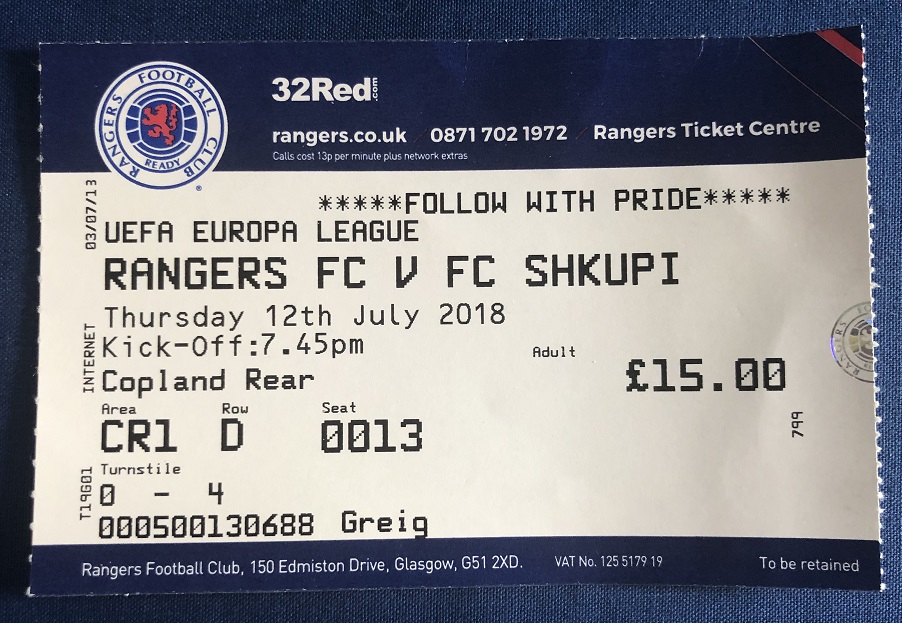 RANGERS FOOTBALL CLUB
READY
32Red.com
rangers.co.uk 0871 702 1972 Rangers Ticket Centre
Calls cost 13p per minute plus network extras
03/07/13
*****FOLLOW WITH PRIDE*****
UEFA EUROPA LEAGUE
RANGERS FC V FC SHKUPI
Thursday 12th July 2018
Kick-Off:7.45pm
Adult
INTERNET
Copland Rear
£15.00
Area Row Seat
CR1 D 0013
799
Turnstile
T19G01
0 - 4
000500130688 Greig
Rangers Football Club, 150 Edmiston Drive, Glasgow, G51 2XD. VAT No. 125 5179 19 To be retained